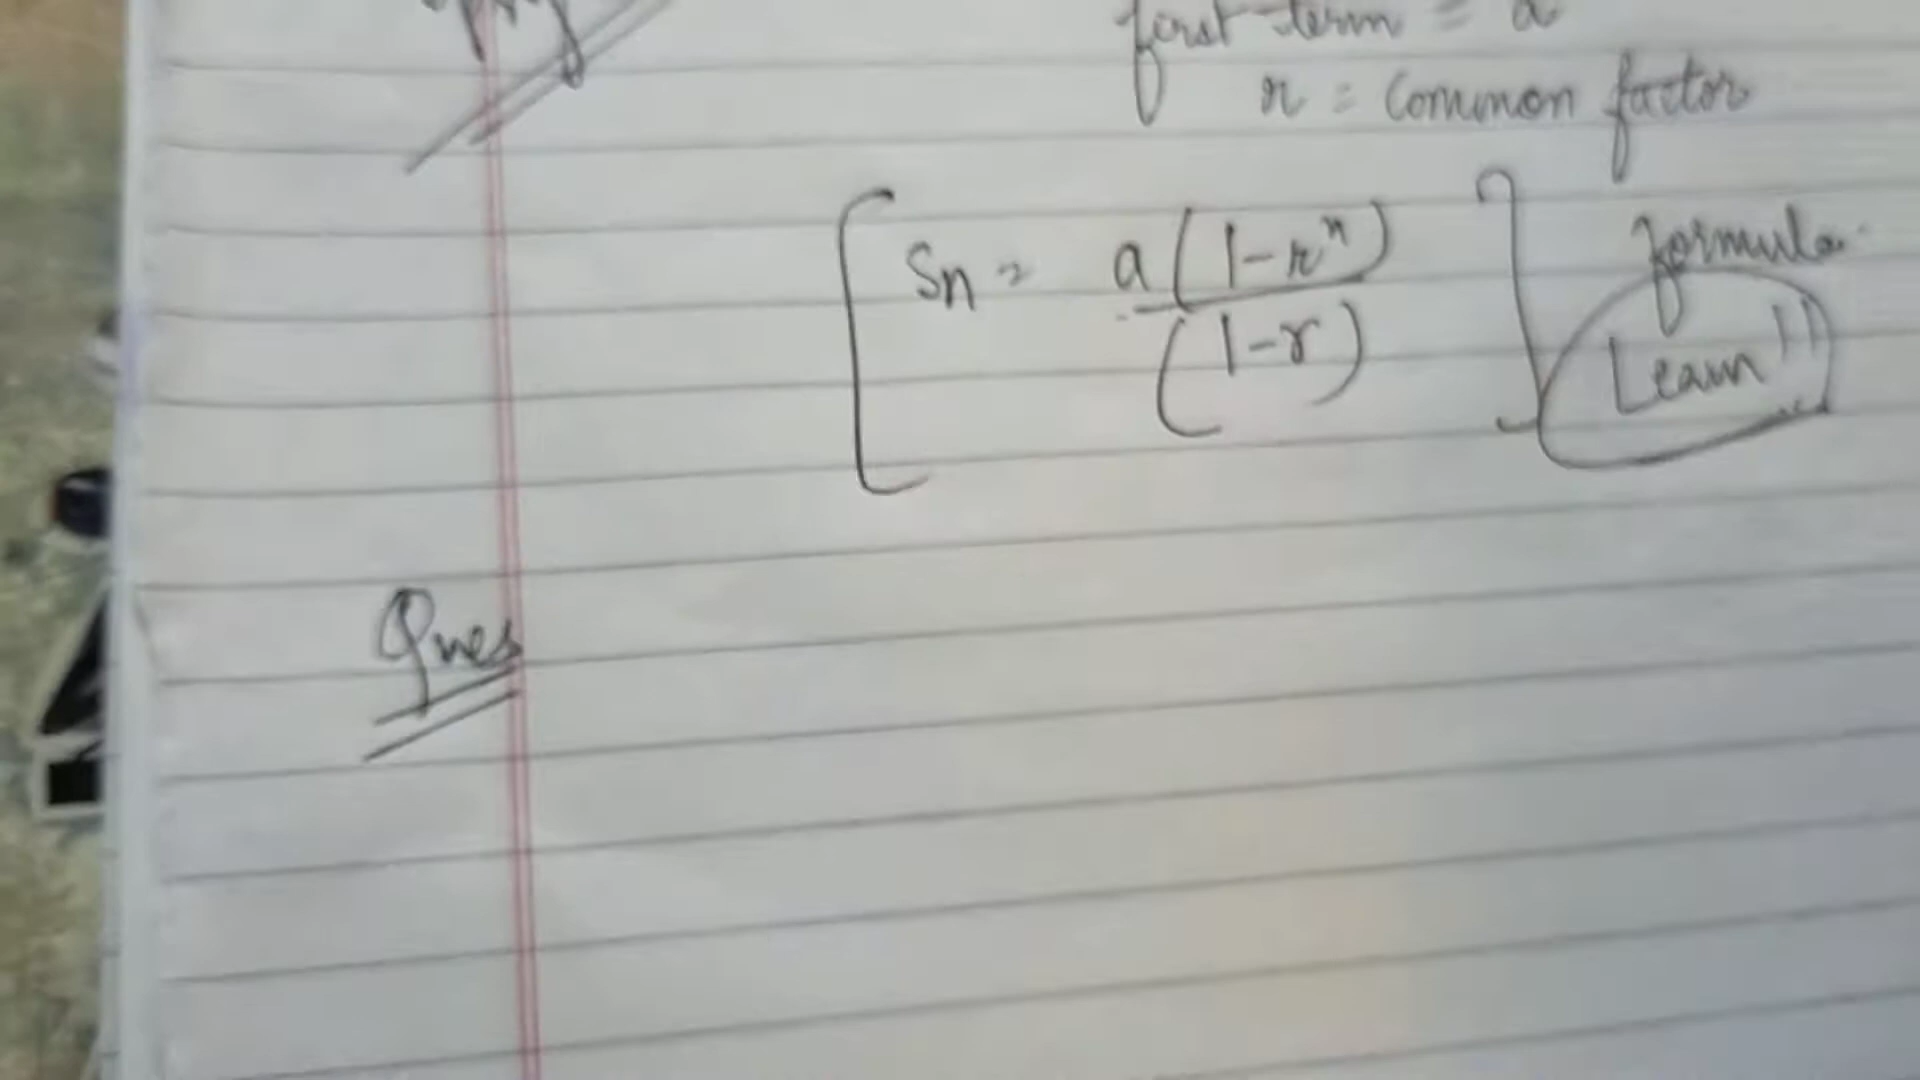 first term = a
r = common factor
Sn = a(1-r^n) / (1-r)
formula
Learn !!
Ques